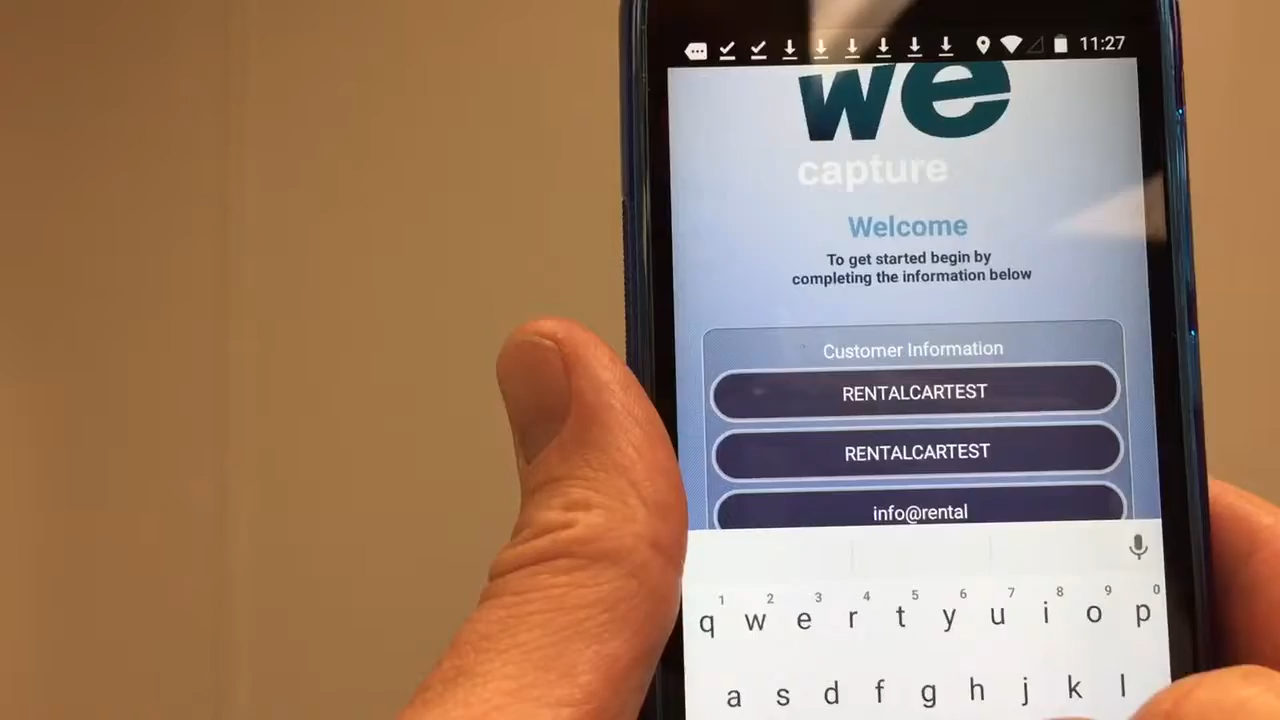 11:27
we
capture
Welcome
To get started begin by
completing the information below
Customer Information
RENTALCARTEST
RENTALCARTEST
info@rental
1 2 3 4 5 6 7 8 9 0
q w e r t y u i o p
a s d f g h j k l